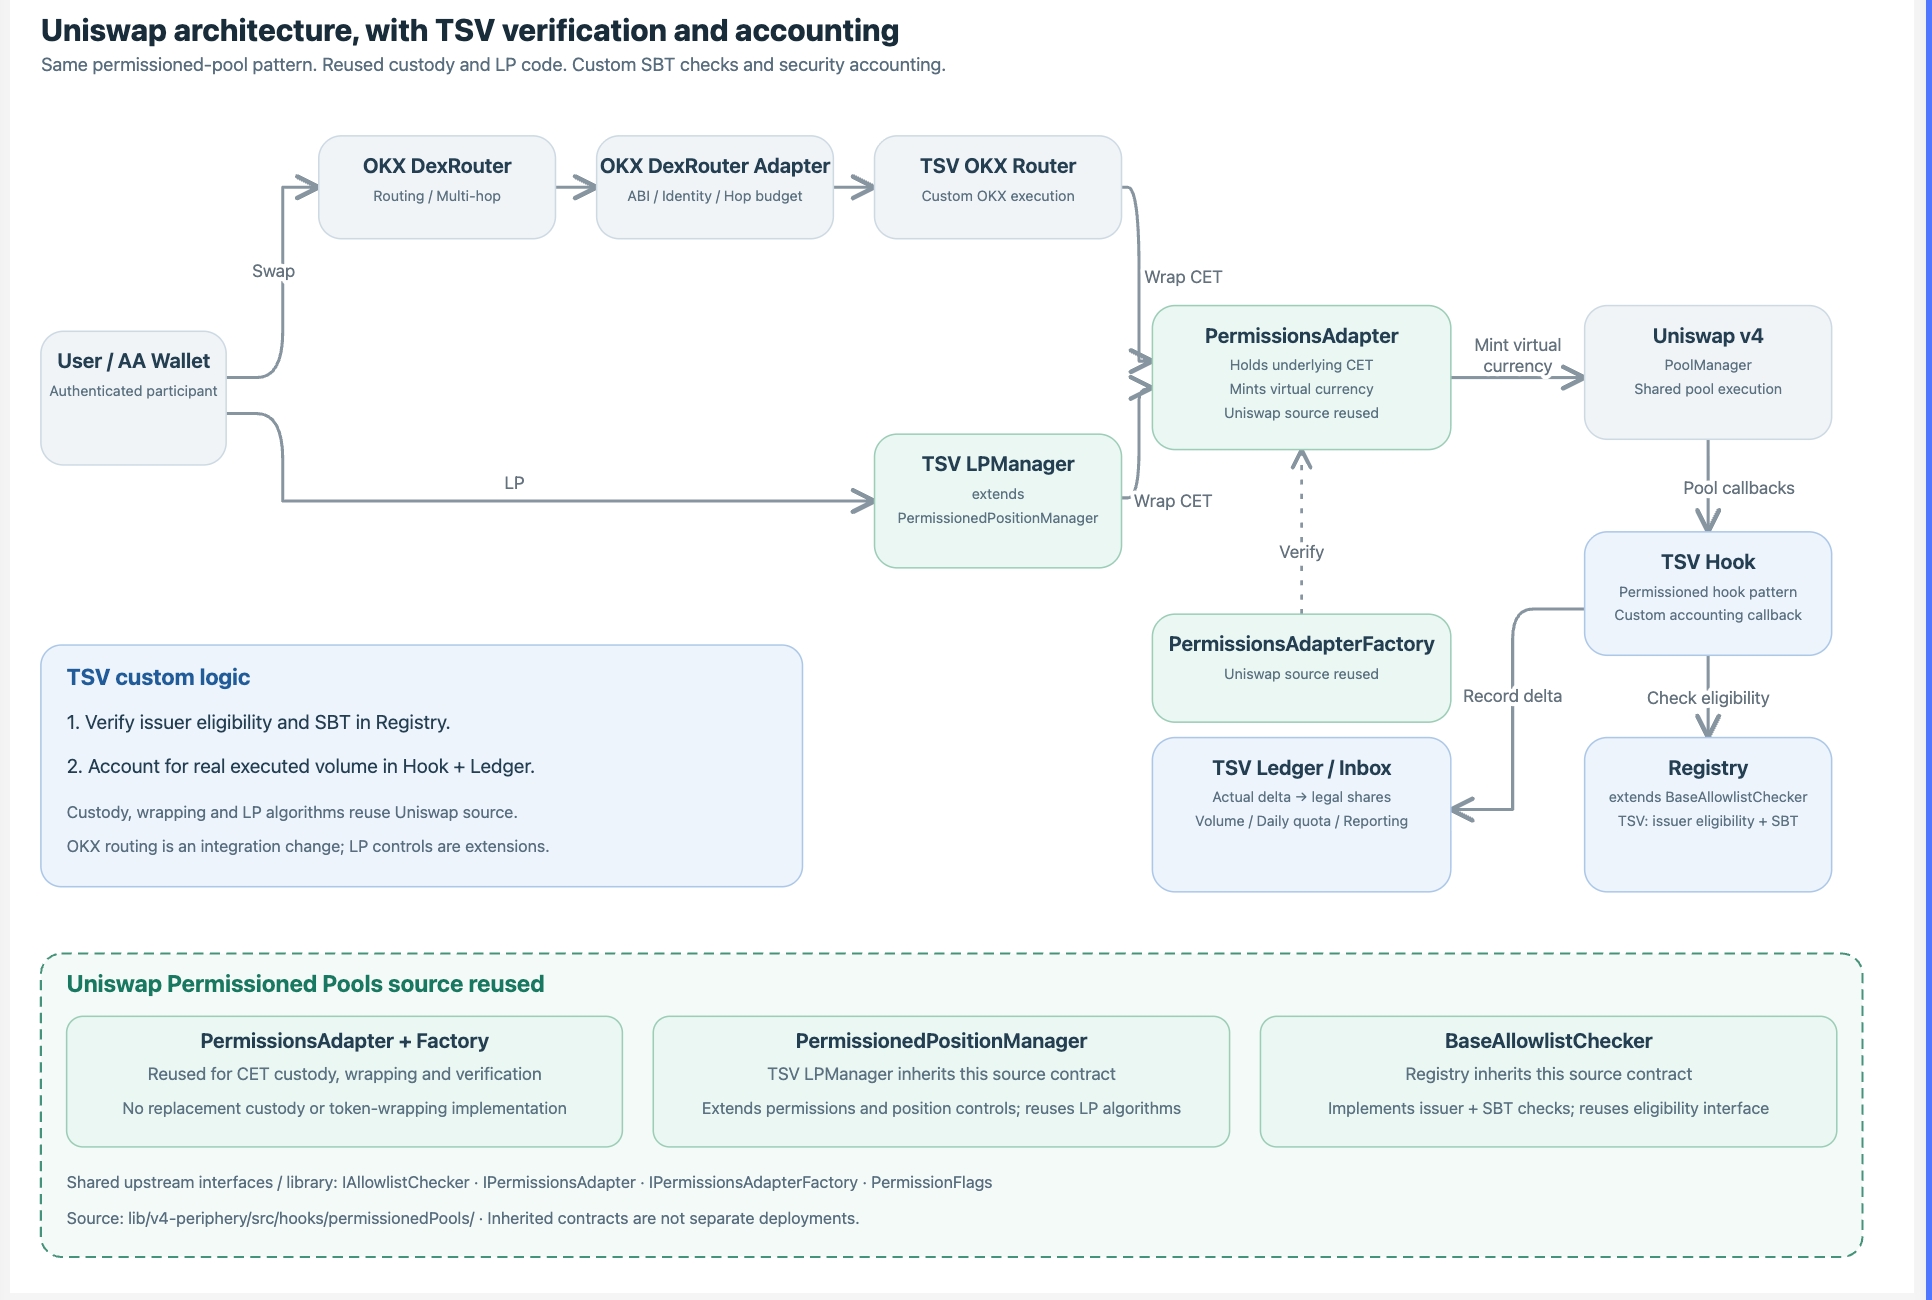 Uniswap architecture, with TSV verification and accounting
Same permissioned-pool pattern. Reused custody and LP code. Custom SBT checks and security accounting.
OKX DexRouter
Routing / Multi-hop
OKX DexRouter Adapter
ABI / Identity / Hop budget
TSV OKX Router
Custom OKX execution
Swap
Wrap CET
User / AA Wallet
Authenticated participant
PermissionsAdapter
Holds underlying CET
Mints virtual currency
Uniswap source reused
Mint virtual
currency
Uniswap v4
PoolManager
Shared pool execution
LP
TSV LPManager
extends
PermissionedPositionManager
Wrap CET
Pool callbacks
Verify
TSV Hook
Permissioned hook pattern
Custom accounting callback
PermissionsAdapterFactory
Uniswap source reused
Record delta
Check eligibility
TSV custom logic
1. Verify issuer eligibility and SBT in Registry.
2. Account for real executed volume in Hook + Ledger.
Custody, wrapping and LP algorithms reuse Uniswap source.
OKX routing is an integration change; LP controls are extensions.
TSV Ledger / Inbox
Actual delta → legal shares
Volume / Daily quota / Reporting
Registry
extends BaseAllowlistChecker
TSV: issuer eligibility + SBT
Uniswap Permissioned Pools source reused
PermissionsAdapter + Factory
Reused for CET custody, wrapping and verification
No replacement custody or token-wrapping implementation
PermissionedPositionManager
TSV LPManager inherits this source contract
Extends permissions and position controls; reuses LP algorithms
BaseAllowlistChecker
Registry inherits this source contract
Implements issuer + SBT checks; reuses eligibility interface
Shared upstream interfaces / library: IAllowlistChecker · IPermissionsAdapter · IPermissionsAdapterFactory · PermissionFlags
Source: lib/v4-periphery/src/hooks/permissionedPools/ · Inherited contracts are not separate deployments.